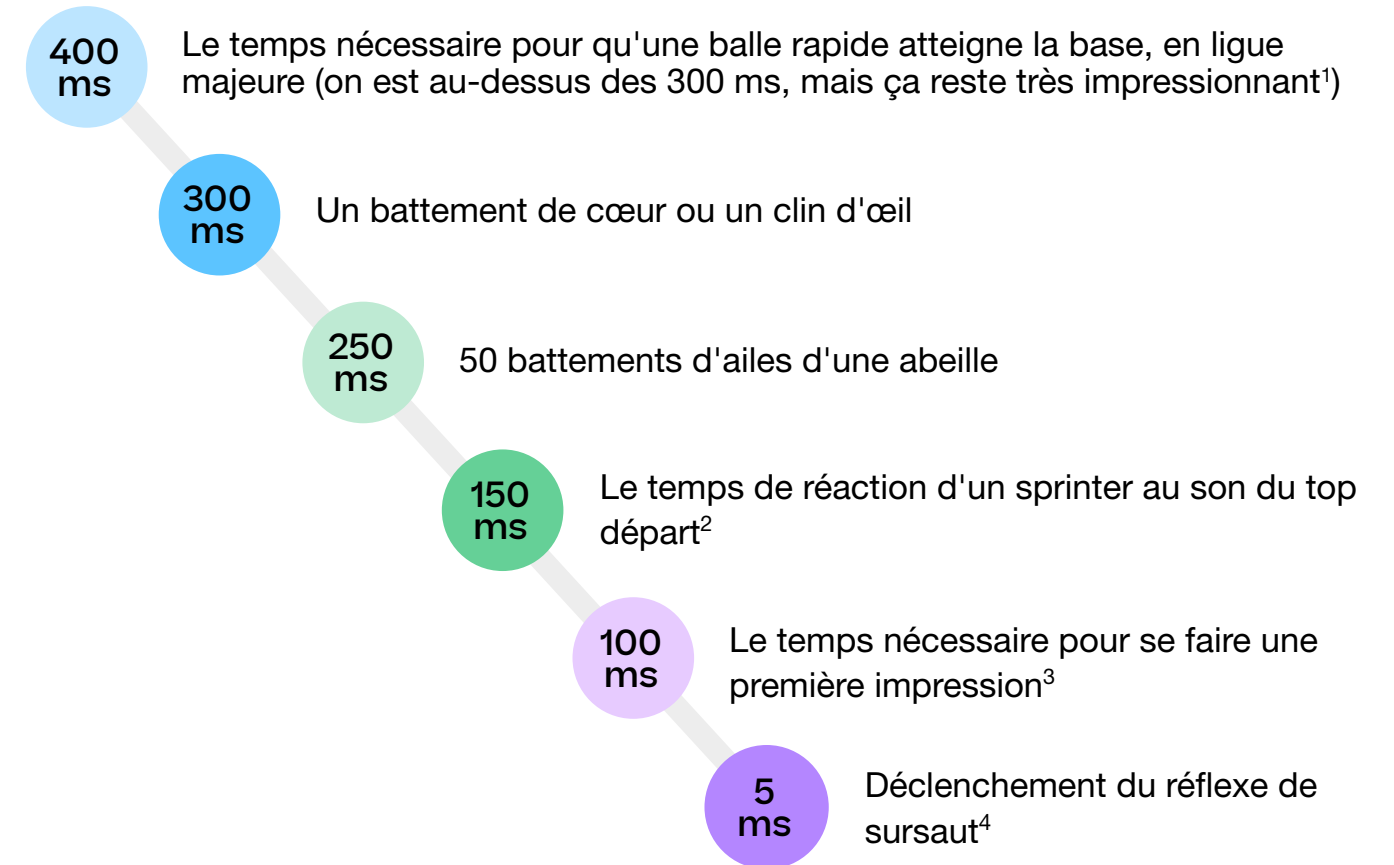 400
ms
Le temps nécessaire pour qu'une balle rapide atteigne la base, en ligue
majeure (on est au-dessus des 300 ms, mais ça reste très impressionnant¹)
300
ms
Un battement de cœur ou un clin d'œil
250
ms
50 battements d'ailes d'une abeille
150
ms
Le temps de réaction d'un sprinter au son du top
départ²
100
ms
Le temps nécessaire pour se faire une
première impression³
5
ms
Déclenchement du réflexe de
sursaut⁴